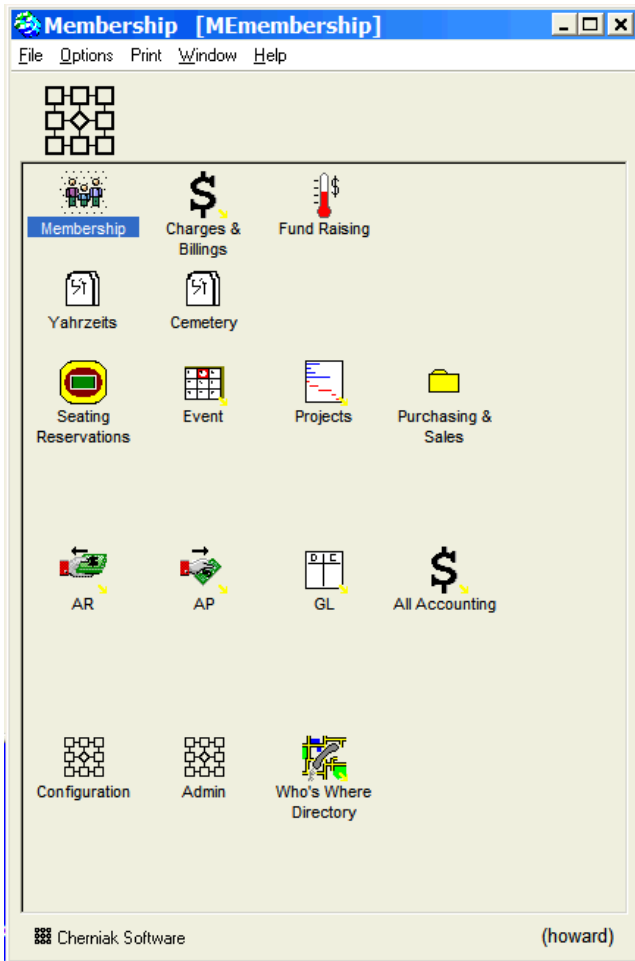 Membership [MEmembership]
File Options Print Window Help
Membership
Charges &
Billings
Fund Raising
Yahrzeits
Cemetery
Seating
Reservations
Event
Projects
Purchasing &
Sales
AR
AP
GL
All Accounting
Configuration
Admin
Who's Where
Directory
Cherniak Software
(howard)